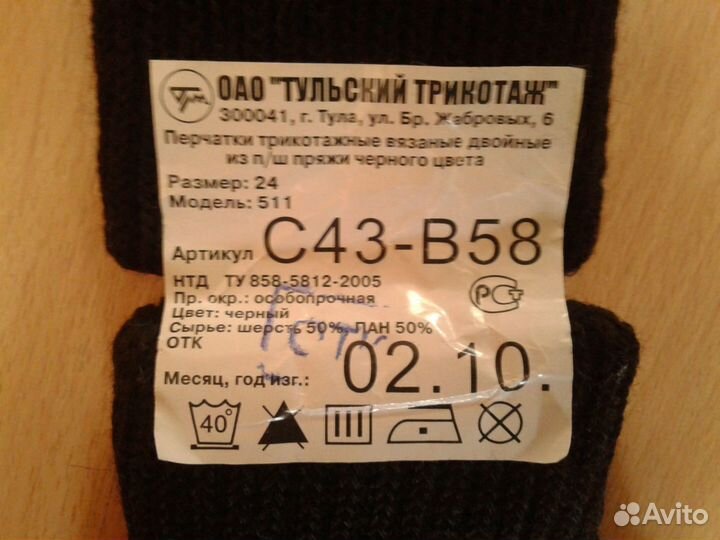 ОАО "ТУЛЬСКИЙ ТРИКОТАЖ"
300041, г. Тула, ул. Бр. Жабровых, 6
Перчатки трикотажные вязаные двойные
из п/ш пряжи черного цвета
Размер: 24
Модель: 511
Артикул С43-В58
НТД ТУ 858-5812-2005
Пр. окр.: особопрочная
Цвет: черный
Сырье: шерсть 50%, ПАН 50%
ОТК
Месяц, год изг.: 02.10.
40°
Avito